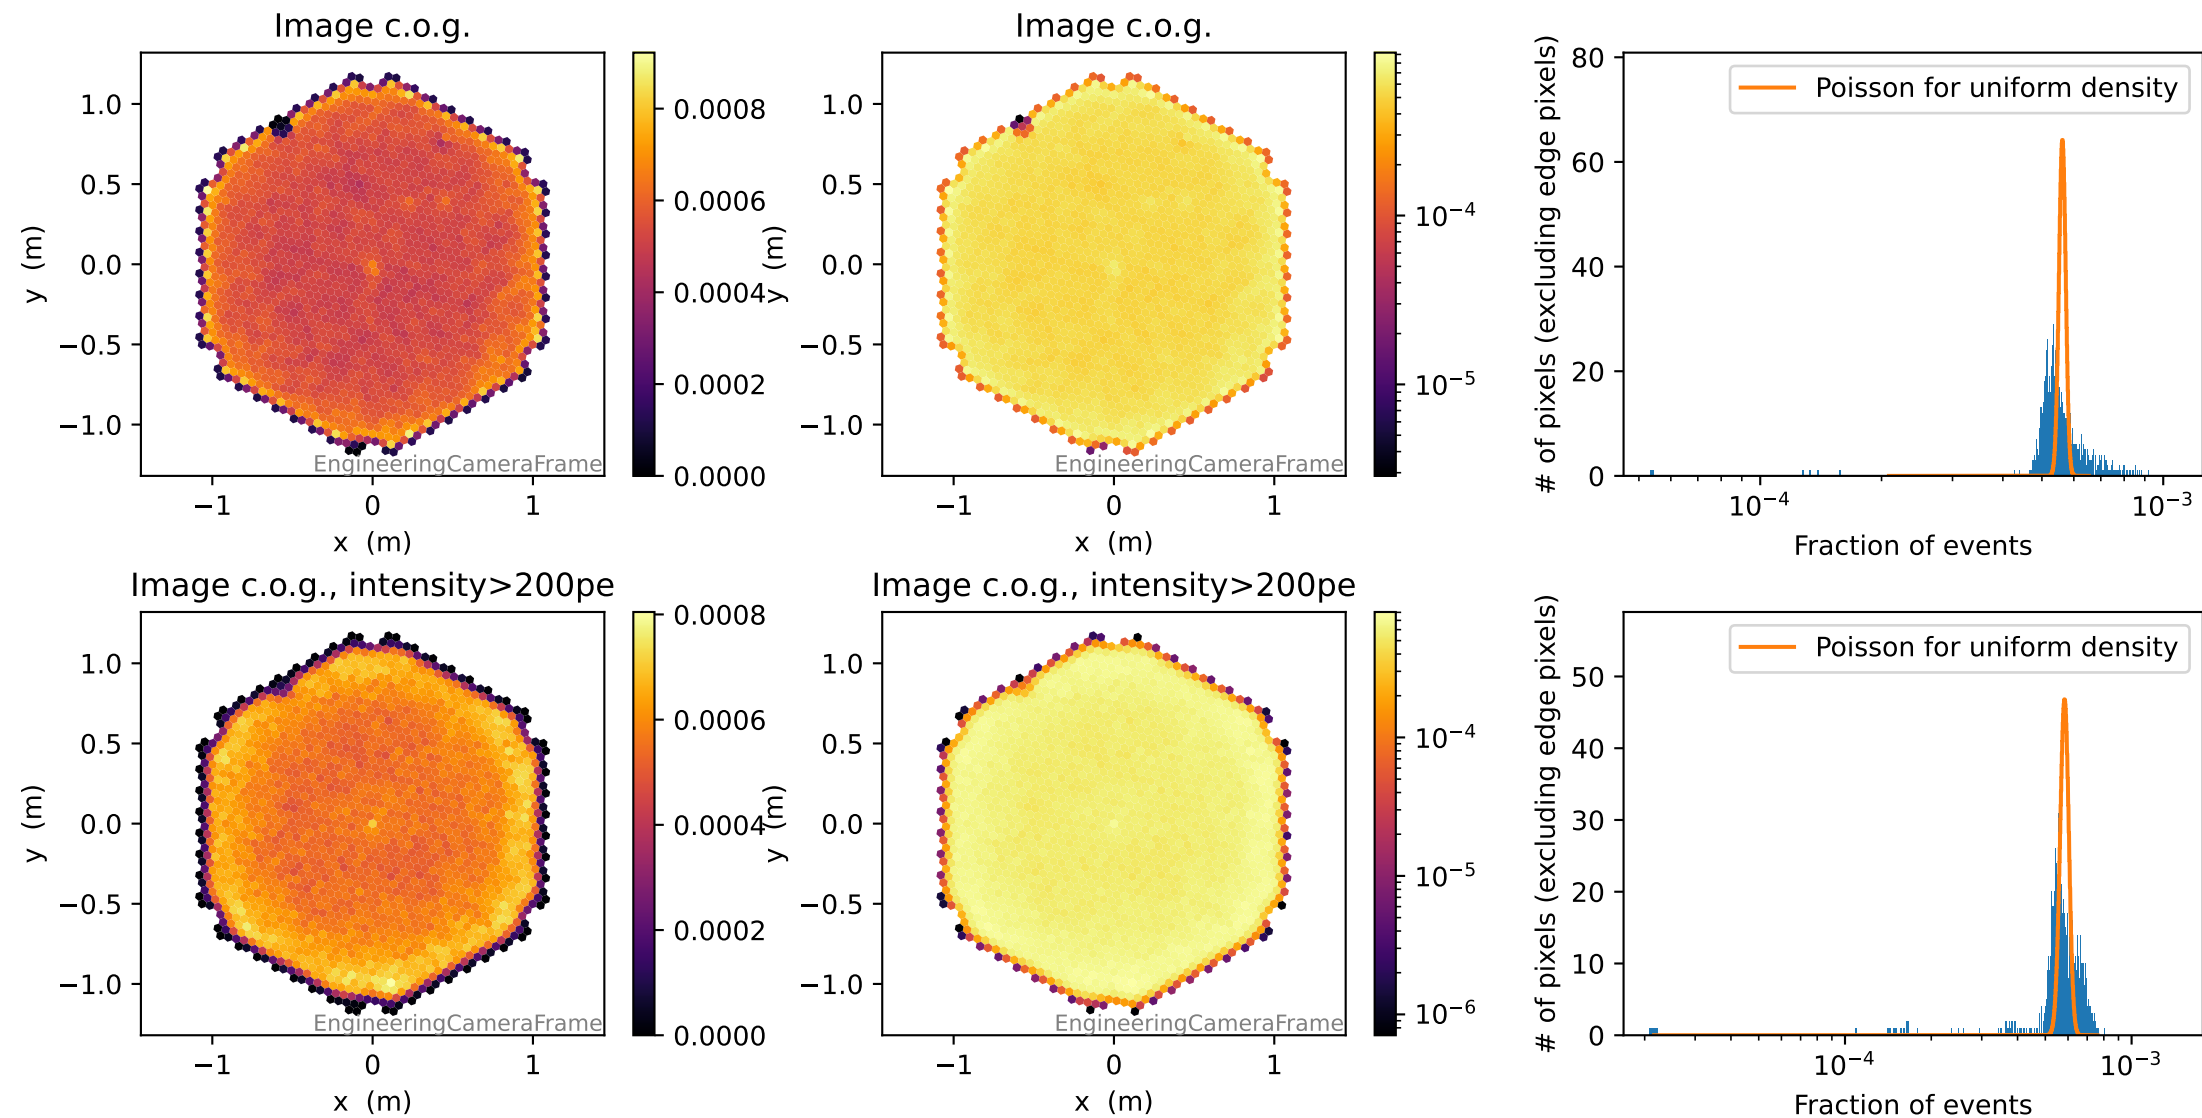 Image c.o.g.
1.0
0.5
0.0
−0.5
−1.0
−1
0
1
x (m)
y (m)
EngineeringCameraFrame
0.0008
0.0006
0.0004
0.0002
0.0000
Image c.o.g.
1.0
0.5
0.0
−0.5
−1.0
−1
0
1
x (m)
y (m)
EngineeringCameraFrame
10⁻⁴
10⁻⁵
80
60
40
20
0
# of pixels (excluding edge pixels)
Poisson for uniform density
10⁻⁴
10⁻³
Fraction of events
Image c.o.g., intensity>200pe
1.0
0.5
0.0
−0.5
−1.0
−1
0
1
x (m)
y (m)
EngineeringCameraFrame
0.0008
0.0006
0.0004
0.0002
0.0000
Image c.o.g., intensity>200pe
1.0
0.5
0.0
−0.5
−1.0
−1
0
1
x (m)
y (m)
EngineeringCameraFrame
10⁻⁴
10⁻⁵
10⁻⁶
50
40
30
20
10
0
# of pixels (excluding edge pixels)
Poisson for uniform density
10⁻⁴
10⁻³
Fraction of events